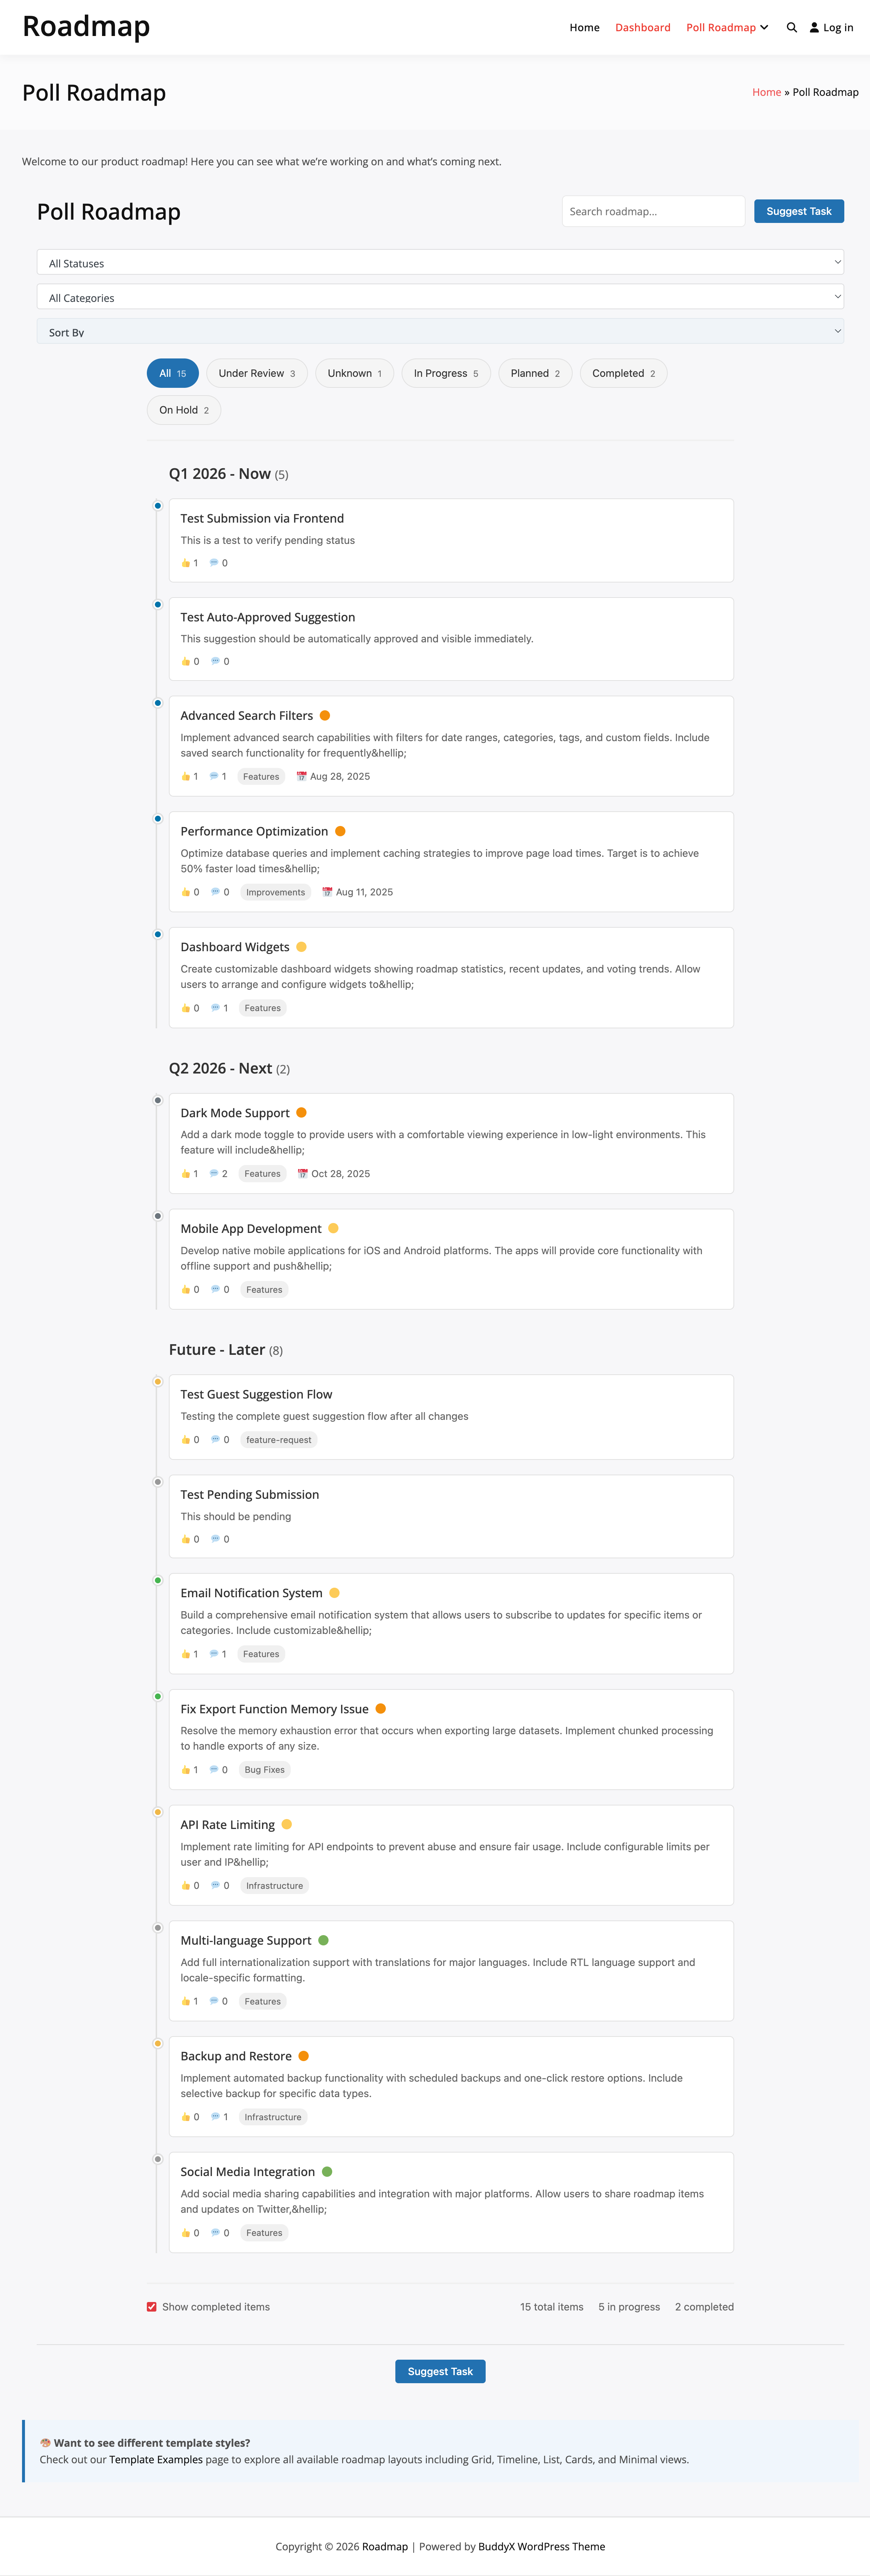 Roadmap
Home Dashboard Poll Roadmap Log in
Poll Roadmap
Home » Poll Roadmap
Welcome to our product roadmap! Here you can see what we're working on and what's coming next.
Poll Roadmap
Search roadmap...
Suggest Task
All Statuses
All Categories
Sort By
All 15 Under Review 3 Unknown 1 In Progress 5 Planned 2 Completed 2
On Hold 2
Q1 2026 - Now (5)
Test Submission via Frontend
This is a test to verify pending status
1 0
Test Auto-Approved Suggestion
This suggestion should be automatically approved and visible immediately.
0 0
Advanced Search Filters
Implement advanced search capabilities with filters for date ranges, categories, tags, and custom fields. Include
saved search functionality for frequently&hellip;
1 1 Features Aug 28, 2025
Performance Optimization
Optimize database queries and implement caching strategies to improve page load times. Target is to achieve
50% faster load times&hellip;
0 0 Improvements Aug 11, 2025
Dashboard Widgets
Create customizable dashboard widgets showing roadmap statistics, recent updates, and voting trends. Allow
users to arrange and configure widgets to&hellip;
0 1 Features
Q2 2026 - Next (2)
Dark Mode Support
Add a dark mode toggle to provide users with a comfortable viewing experience in low-light environments. This
feature will include&hellip;
1 2 Features Oct 28, 2025
Mobile App Development
Develop native mobile applications for iOS and Android platforms. The apps will provide core functionality with
offline support and push&hellip;
0 0 Features
Future - Later (8)
Test Guest Suggestion Flow
Testing the complete guest suggestion flow after all changes
0 0 feature-request
Test Pending Submission
This should be pending
0 0
Email Notification System
Build a comprehensive email notification system that allows users to subscribe to updates for specific items or
categories. Include customizable&hellip;
1 1 Features
Fix Export Function Memory Issue
Resolve the memory exhaustion error that occurs when exporting large datasets. Implement chunked processing
to handle exports of any size.
1 0 Bug Fixes
API Rate Limiting
Implement rate limiting for API endpoints to prevent abuse and ensure fair usage. Include configurable limits per
user and IP&hellip;
0 0 Infrastructure
Multi-language Support
Add full internationalization support with translations for major languages. Include RTL language support and
locale-specific formatting.
1 0 Features
Backup and Restore
Implement automated backup functionality with scheduled backups and one-click restore options. Include
selective backup for specific data types.
0 1 Infrastructure
Social Media Integration
Add social media sharing capabilities and integration with major platforms. Allow users to share roadmap items
and updates on Twitter,&hellip;
0 0 Features
Show completed items 15 total items 5 in progress 2 completed
Suggest Task
Want to see different template styles?
Check out our Template Examples page to explore all available roadmap layouts including Grid, Timeline, List, Cards, and Minimal views.
Copyright © 2026 Roadmap | Powered by BuddyX WordPress Theme